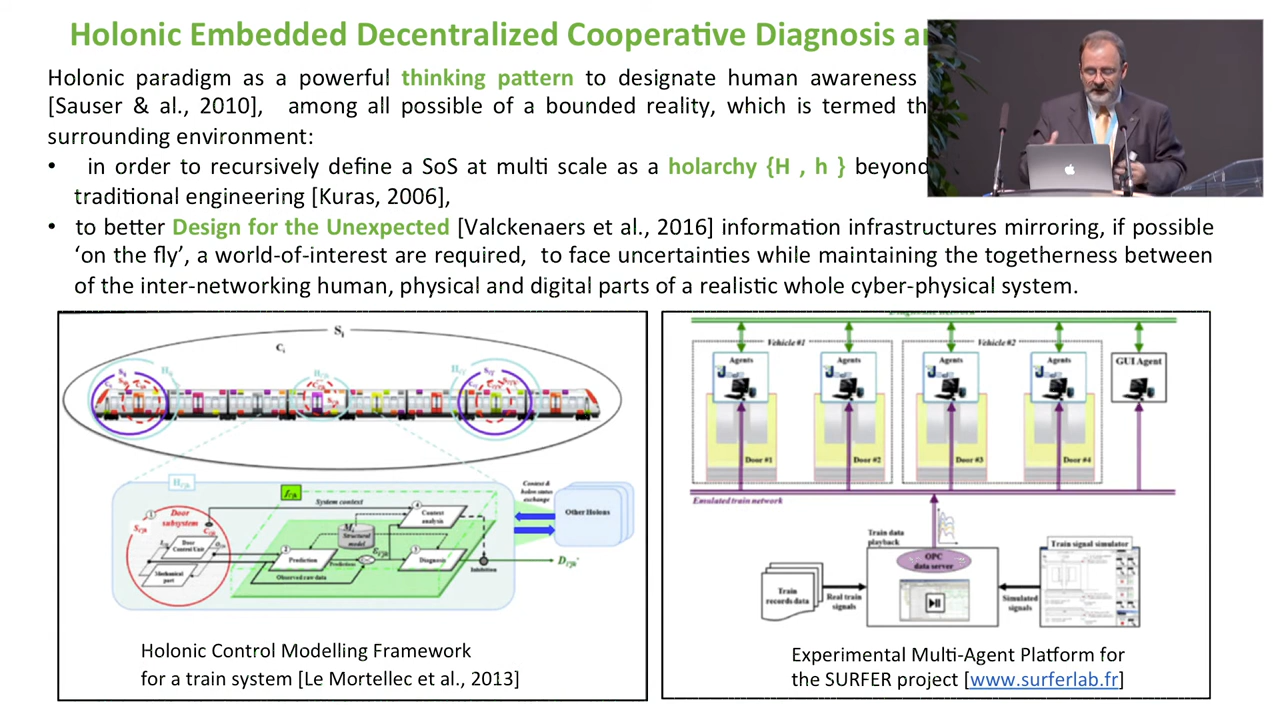 Holonic Embedded Decentralized Cooperative Diagnosis
Holonic paradigm as a powerful thinking pattern to designate human awareness
[Sauser & al., 2010], among all possible of a bounded reality, which is termed
surrounding environment:
• in order to recursively define a SoS at multi scale as a holarchy {H , h } beyond
traditional engineering [Kuras, 2006],
• to better Design for the Unexpected [Valckenaers et al., 2016] information infrastructures mirroring, if possible
‘on the fly’, a world-of-interest are required, to face uncertainties while maintaining the togetherness between
of the inter-networking human, physical and digital parts of a realistic whole cyber-physical system.
Door
subsystem
Door
Control Unit
Mechanical
part
System context
Structural
model
Context
analysis
Prediction
Predictions
Diagnosis
Observed raw data
Inhibition
Context &
holon status
exchange
Other Holons
Holonic Control Modelling Framework
for a train system [Le Mortellec et al., 2013]
Vehicle #1
Vehicle #2
Agents
Agents
Agents
Agents
GUI Agent
Door #1
Door #2
Door #3
Door #4
Emulated train network
Train data
playback
OPC
data server
Train signal simulator
Train
records data
Real train
signals
Simulated
signals
Experimental Multi-Agent Platform for
the SURFER project [www.surferlab.fr]